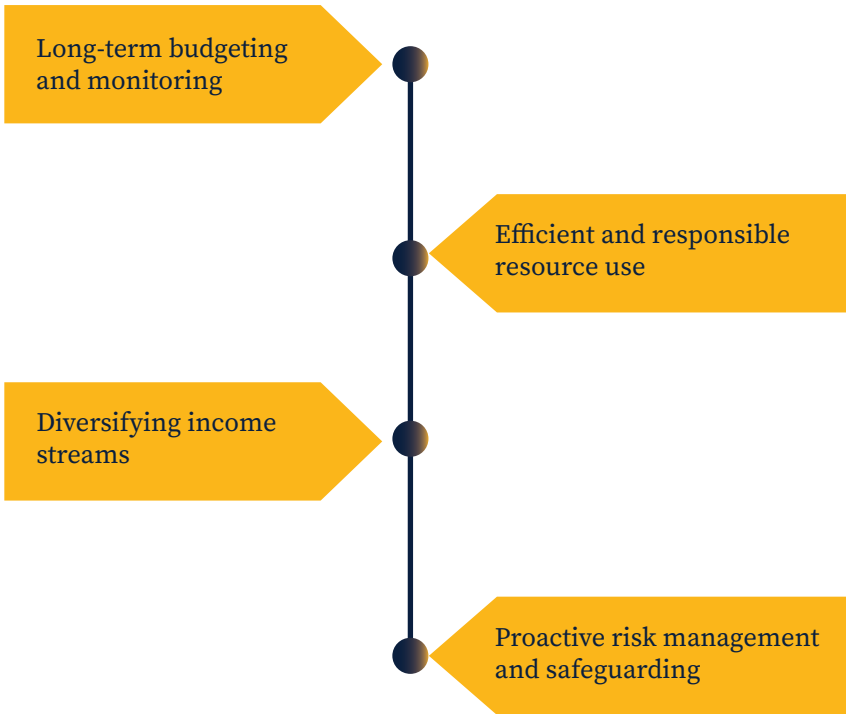 Long-term budgeting
and monitoring
Efficient and responsible
resource use
Diversifying income
streams
Proactive risk management
and safeguarding